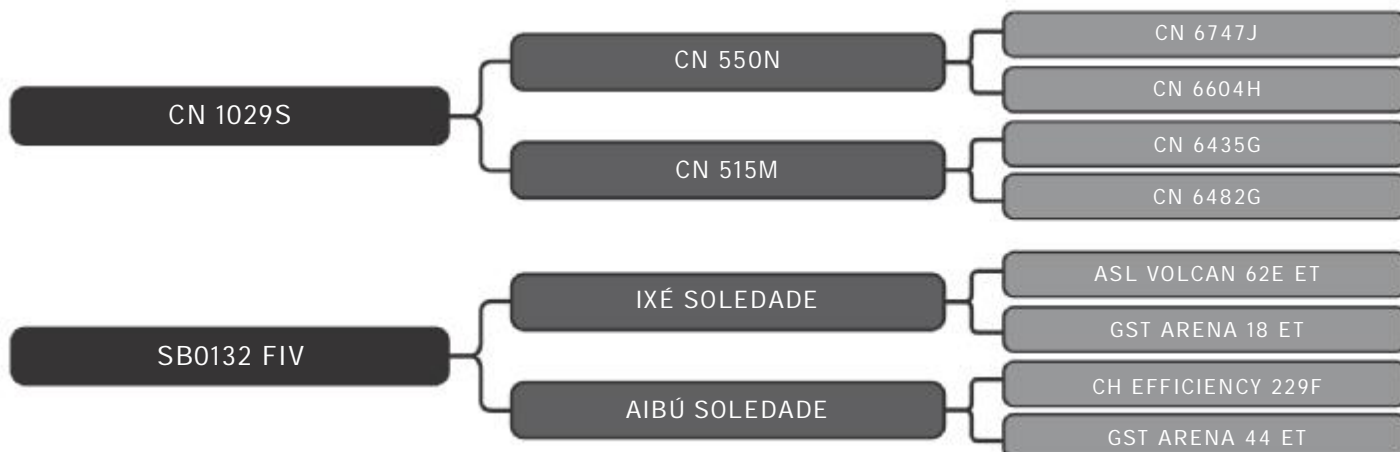 CN 1029S
CN 550N
CN 6747J
CN 6604H
CN 515M
CN 6435G
CN 6482G
SB0132 FIV
IXÉ SOLEDADE
ASL VOLCAN 62E ET
GST ARENA 18 ET
AIBÚ SOLEDADE
CH EFFICIENCY 229F
GST ARENA 44 ET